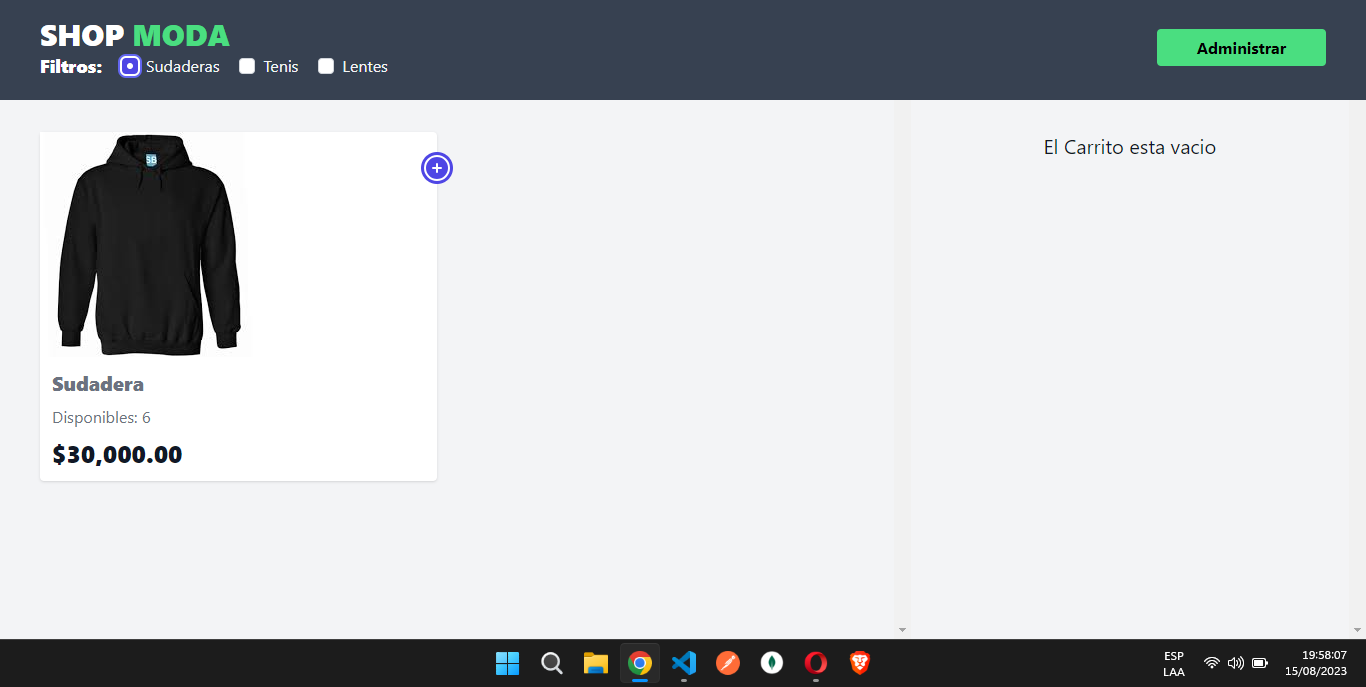 SHOP MODA
Filtros: Sudaderas Tenis Lentes
Administrar
El Carrito esta vacio
Sudadera
Disponibles: 6
$30,000.00
ESP
LAA
19:58:07
15/08/2023